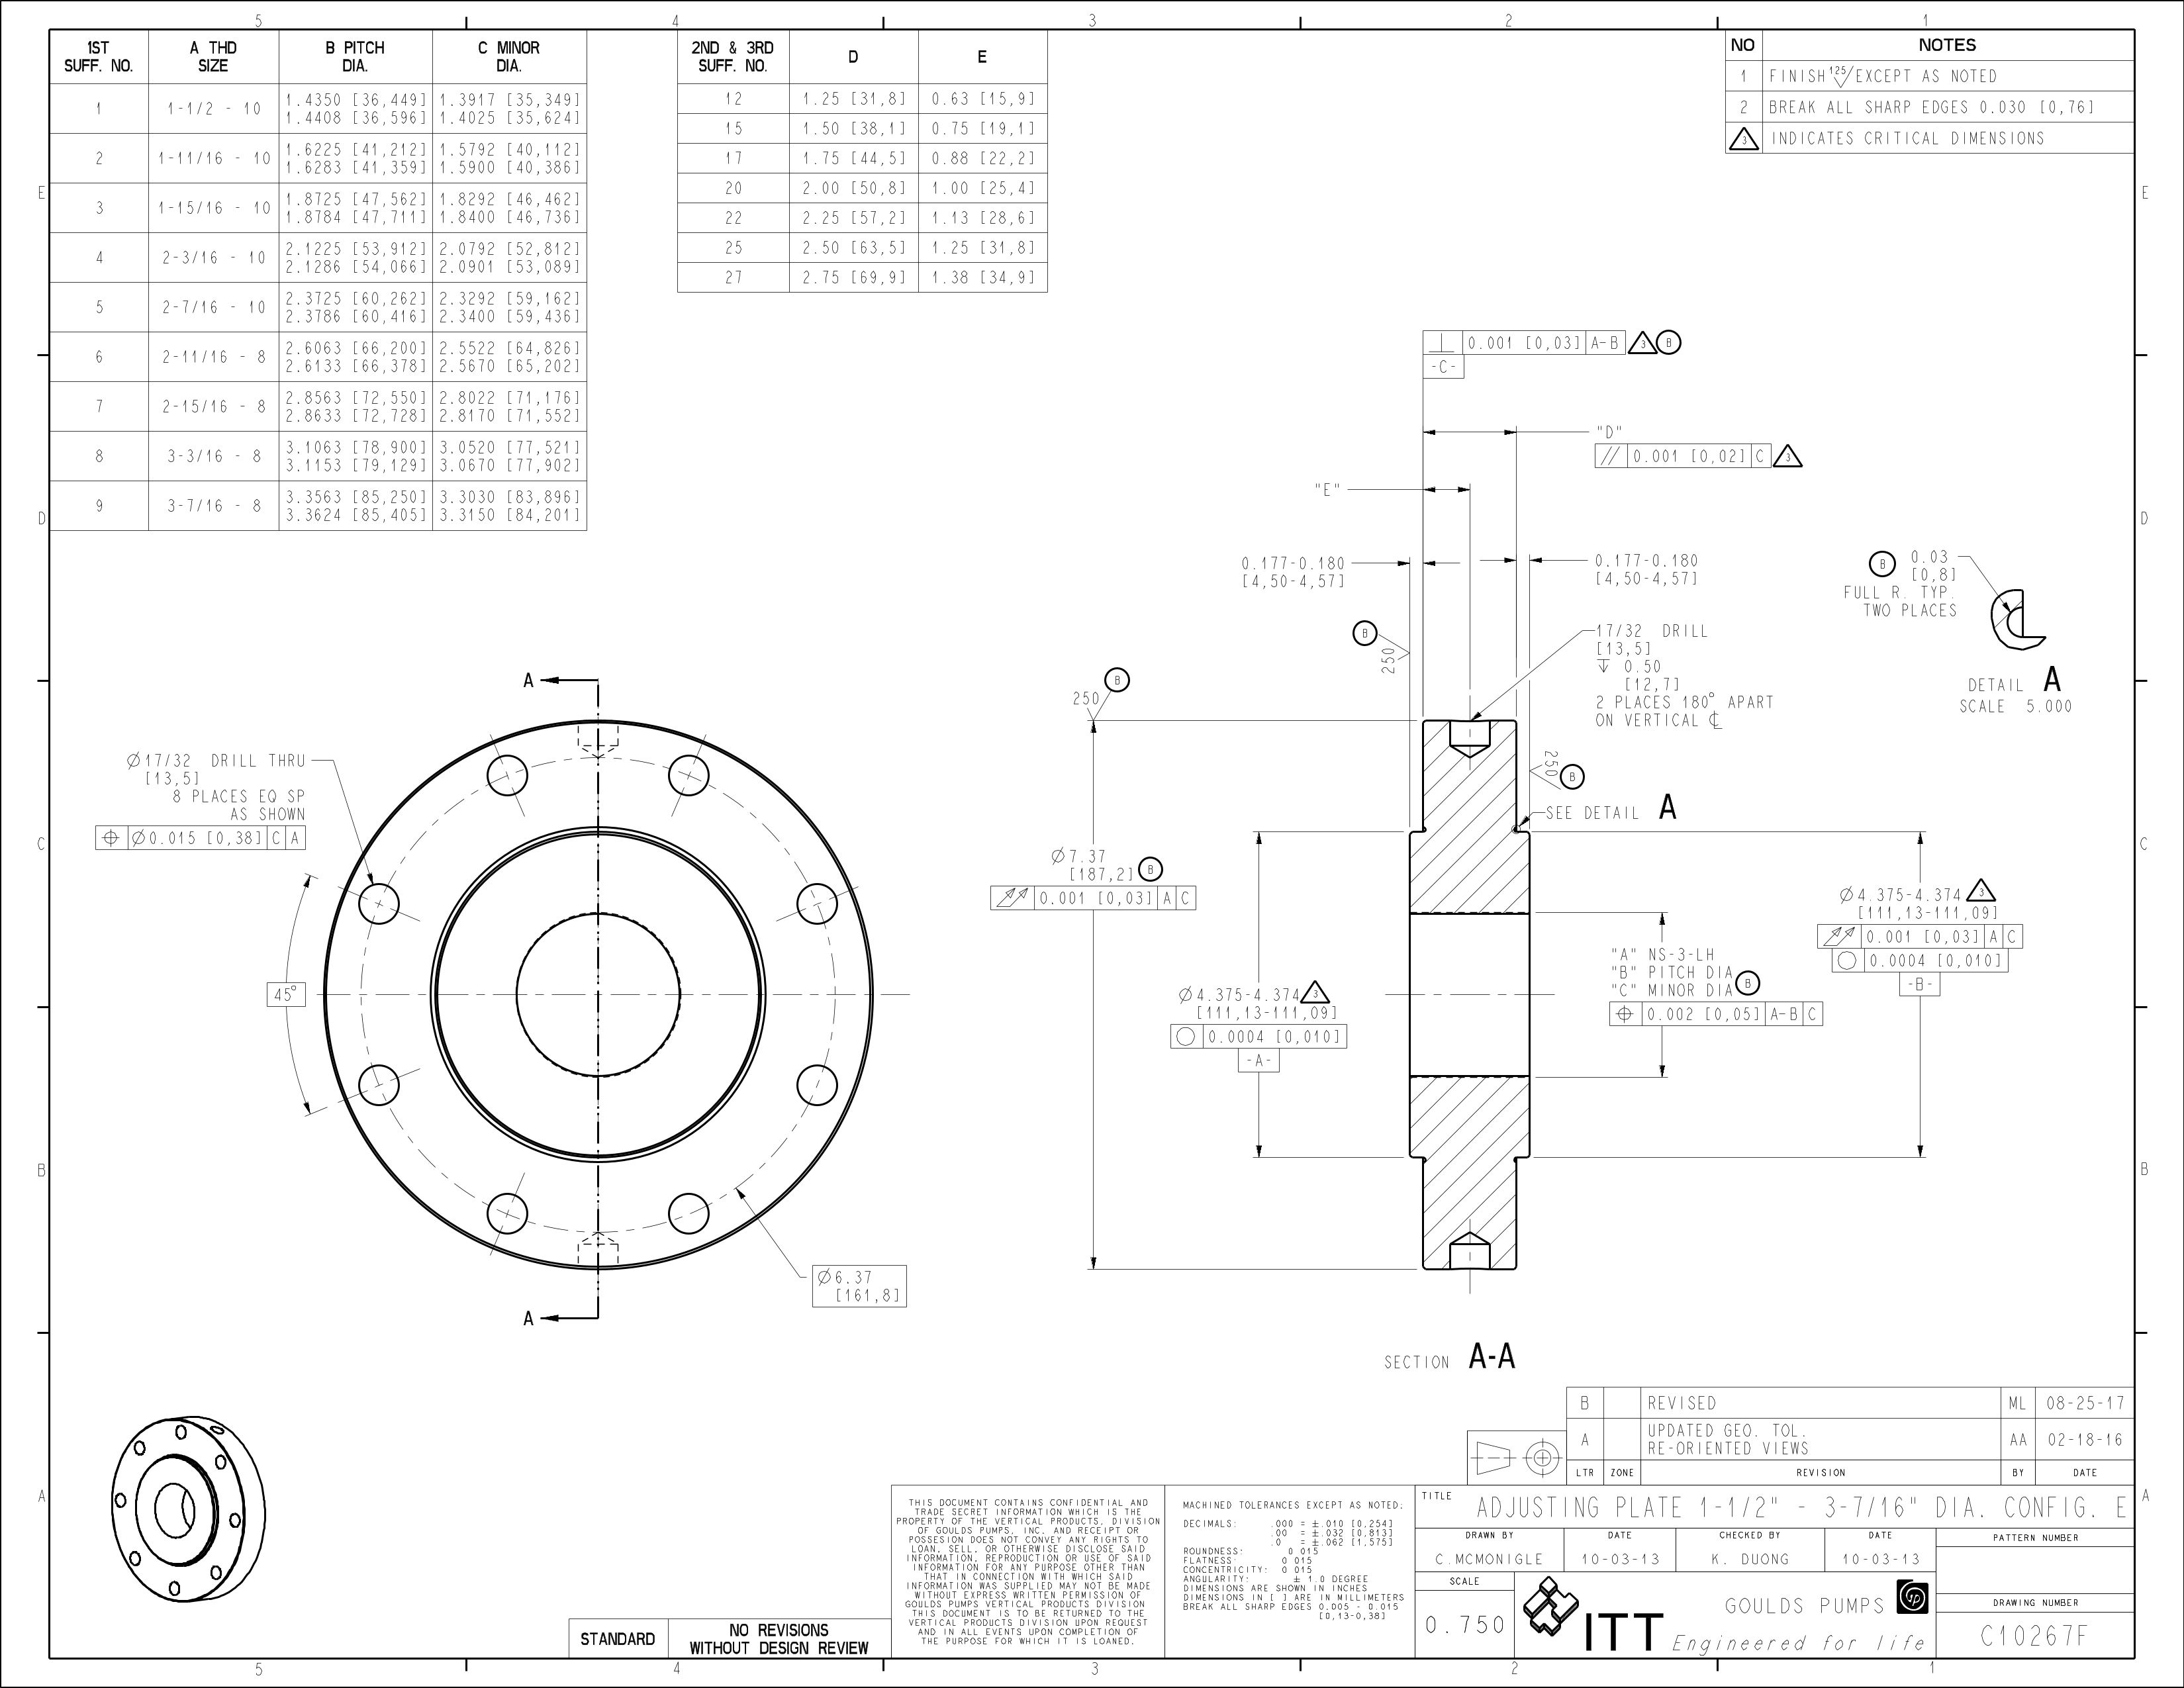 5 4 3 2 1
1ST SUFF. NO. | A THD SIZE | B PITCH DIA. | C MINOR DIA.
1 | 1-1/2 - 10 | 1.4350 [36,449] 1.4408 [36,596] | 1.3917 [35,349] 1.4025 [35,624]
2 | 1-11/16 - 10 | 1.6225 [41,212] 1.6283 [41,359] | 1.5792 [40,112] 1.5900 [40,386]
3 | 1-15/16 - 10 | 1.8725 [47,562] 1.8784 [47,711] | 1.8292 [46,462] 1.8400 [46,736]
4 | 2-3/16 - 10 | 2.1225 [53,912] 2.1286 [54,066] | 2.0792 [52,812] 2.0901 [53,089]
5 | 2-7/16 - 10 | 2.3725 [60,262] 2.3786 [60,416] | 2.3292 [59,162] 2.3400 [59,436]
6 | 2-11/16 - 8 | 2.6063 [66,200] 2.6133 [66,378] | 2.5522 [64,826] 2.5670 [65,202]
7 | 2-15/16 - 8 | 2.8563 [72,550] 2.8633 [72,728] | 2.8022 [71,176] 2.8170 [71,552]
8 | 3-3/16 - 8 | 3.1063 [78,900] 3.1153 [79,129] | 3.0520 [77,521] 3.0670 [77,902]
9 | 3-7/16 - 8 | 3.3563 [85,250] 3.3624 [85,405] | 3.3030 [83,896] 3.3150 [84,201]
2ND & 3RD SUFF. NO. | D | E
12 | 1.25 [31,8] | 0.63 [15,9]
15 | 1.50 [38,1] | 0.75 [19,1]
17 | 1.75 [44,5] | 0.88 [22,2]
20 | 2.00 [50,8] | 1.00 [25,4]
22 | 2.25 [57,2] | 1.13 [28,6]
25 | 2.50 [63,5] | 1.25 [31,8]
27 | 2.75 [69,9] | 1.38 [34,9]
NO | NOTES
1 | FINISH 125 EXCEPT AS NOTED
2 | BREAK ALL SHARP EDGES 0.030 [0,76]
3 | INDICATES CRITICAL DIMENSIONS
E E
D D
C C
B B
A A
⊥ 0.001 [0,03] A-B 3 B
-C-
"D"
// 0.001 [0,02] C 3
"E"
0.177-0.180
[4,50-4,57]
0.177-0.180
[4,50-4,57]
B
250
17/32 DRILL
[13,5]
↧ 0.50
[12,7]
2 PLACES 180° APART
ON VERTICAL ℄
B 0.03
[0,8]
FULL R. TYP.
TWO PLACES
DETAIL A
SCALE 5.000
250 B
250 B
SEE DETAIL A
A
Ø17/32 DRILL THRU
[13,5]
8 PLACES EQ SP
AS SHOWN
⌖ Ø0.015 [0,38] C A
45°
Ø6.37
[161,8]
A
Ø7.37
[187,2] B
⌰ 0.001 [0,03] A C
Ø4.375-4.374 3
[111,13-111,09]
○ 0.0004 [0,010]
-A-
"A" NS-3-LH
"B" PITCH DIA
"C" MINOR DIA B
⌖ 0.002 [0,05] A-B C
Ø4.375-4.374 3
[111,13-111,09]
⌰ 0.001 [0,03] A C
○ 0.0004 [0,010]
-B-
SECTION A-A
B | REVISED | ML | 08-25-17
A | UPDATED GEO. TOL. RE-ORIENTED VIEWS | AA | 02-18-16
LTR | ZONE | REVISION | BY | DATE
STANDARD
NO REVISIONS
WITHOUT DESIGN REVIEW
THIS DOCUMENT CONTAINS CONFIDENTIAL AND
TRADE SECRET INFORMATION WHICH IS THE
PROPERTY OF THE VERTICAL PRODUCTS, DIVISION
OF GOULDS PUMPS, INC. AND RECEIPT OR
POSSESION DOES NOT CONVEY ANY RIGHTS TO
LOAN, SELL, OR OTHERWISE DISCLOSE SAID
INFORMATION, REPRODUCTION OR USE OF SAID
INFORMATION FOR ANY PURPOSE OTHER THAN
THAT IN CONNECTION WITH WHICH SAID
INFORMATION WAS SUPPLIED MAY NOT BE MADE
WITHOUT EXPRESS WRITTEN PERMISSION OF
GOULDS PUMPS VERTICAL PRODUCTS DIVISION
THIS DOCUMENT IS TO BE RETURNED TO THE
VERTICAL PRODUCTS DIVISION UPON REQUEST
AND IN ALL EVENTS UPON COMPLETION OF
THE PURPOSE FOR WHICH IT IS LOANED.
MACHINED TOLERANCES EXCEPT AS NOTED:
DECIMALS: .000 = ±.010 [0,254]
.00 = ±.032 [0,813]
.0 = ±.062 [1,575]
ROUNDNESS: 0.015
FLATNESS: 0.015
CONCENTRICITY: 0.015
ANGULARITY: ± 1.0 DEGREE
DIMENSIONS ARE SHOWN IN INCHES
DIMENSIONS IN [ ] ARE IN MILLIMETERS
BREAK ALL SHARP EDGES 0.005 - 0.015
[0,13-0,38]
TITLE ADJUSTING PLATE 1-1/2" - 3-7/16" DIA. CONFIG. E
DRAWN BY | DATE | CHECKED BY | DATE | PATTERN NUMBER
C.MCMONIGLE | 10-03-13 | K. DUONG | 10-03-13
SCALE
0.750
ITT
GOULDS PUMPS gp
Engineered for life
DRAWING NUMBER
C10267F
5 4 3 2 1